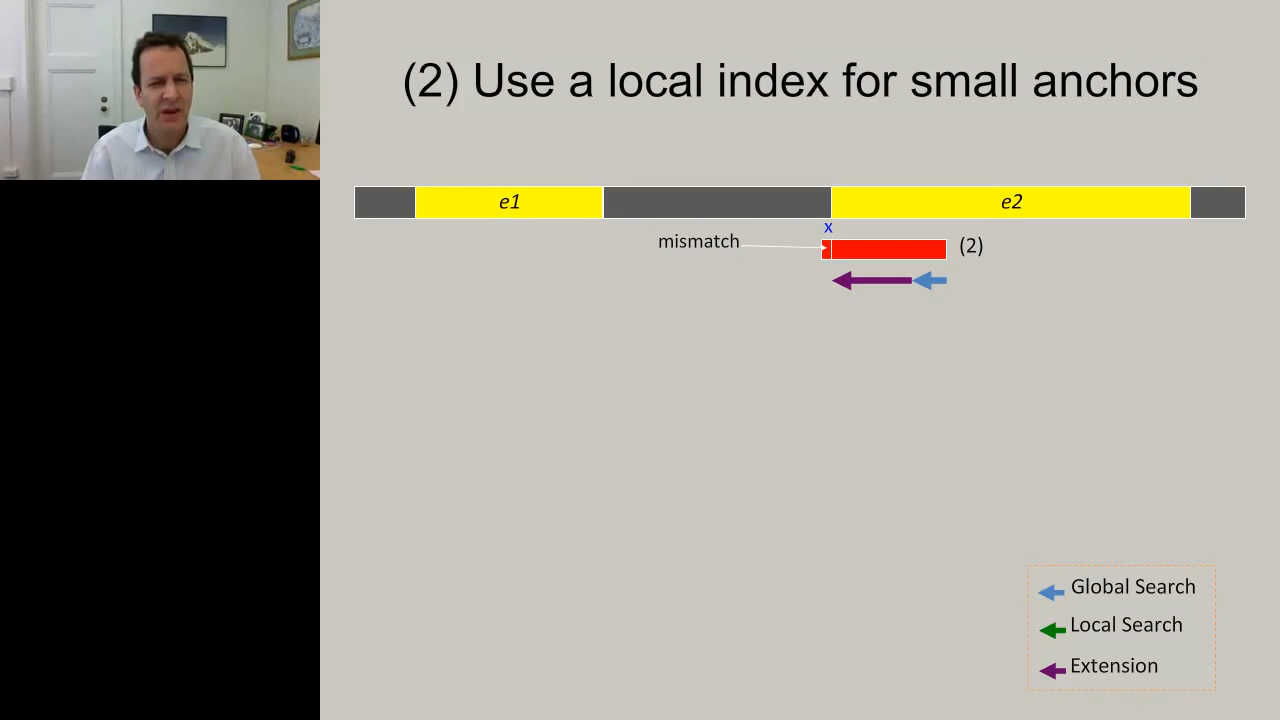 (2) Use a local index for small anchors
e1
e2
x
mismatch
(2)
Global Search
Local Search
Extension